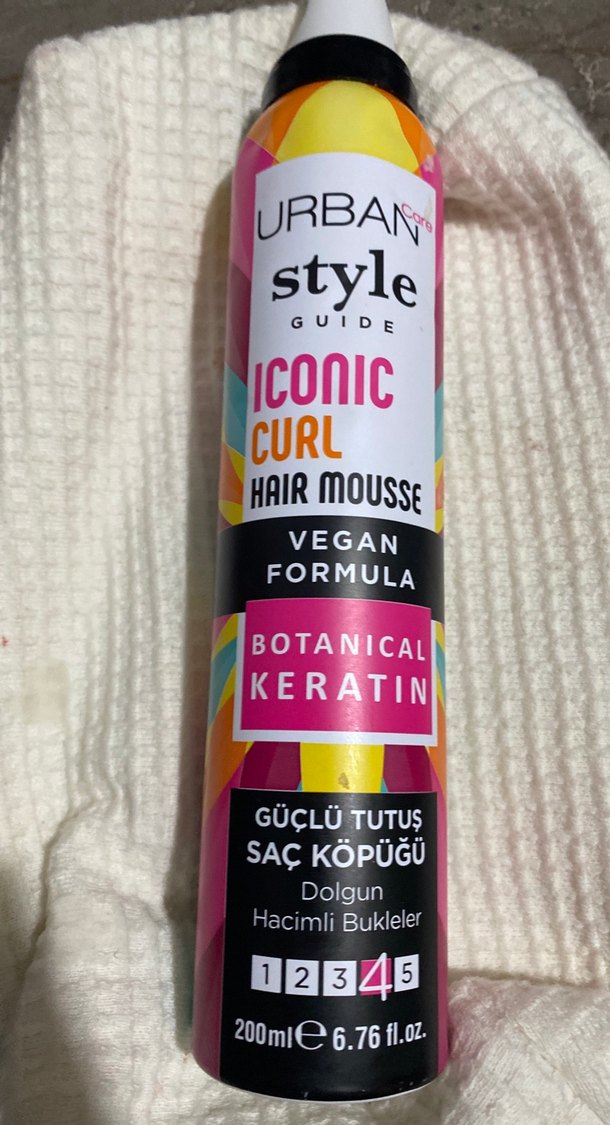 URBAN Care
style
GUIDE
ICONIC
CURL
HAIR MOUSSE
VEGAN
FORMULA
BOTANICAL
KERATIN
GÜÇLÜ TUTUŞ
SAÇ KÖPÜĞÜ
Dolgun
Hacimli Bukleler
1 2 3 4 5
200ml ℮ 6.76 fl.oz.